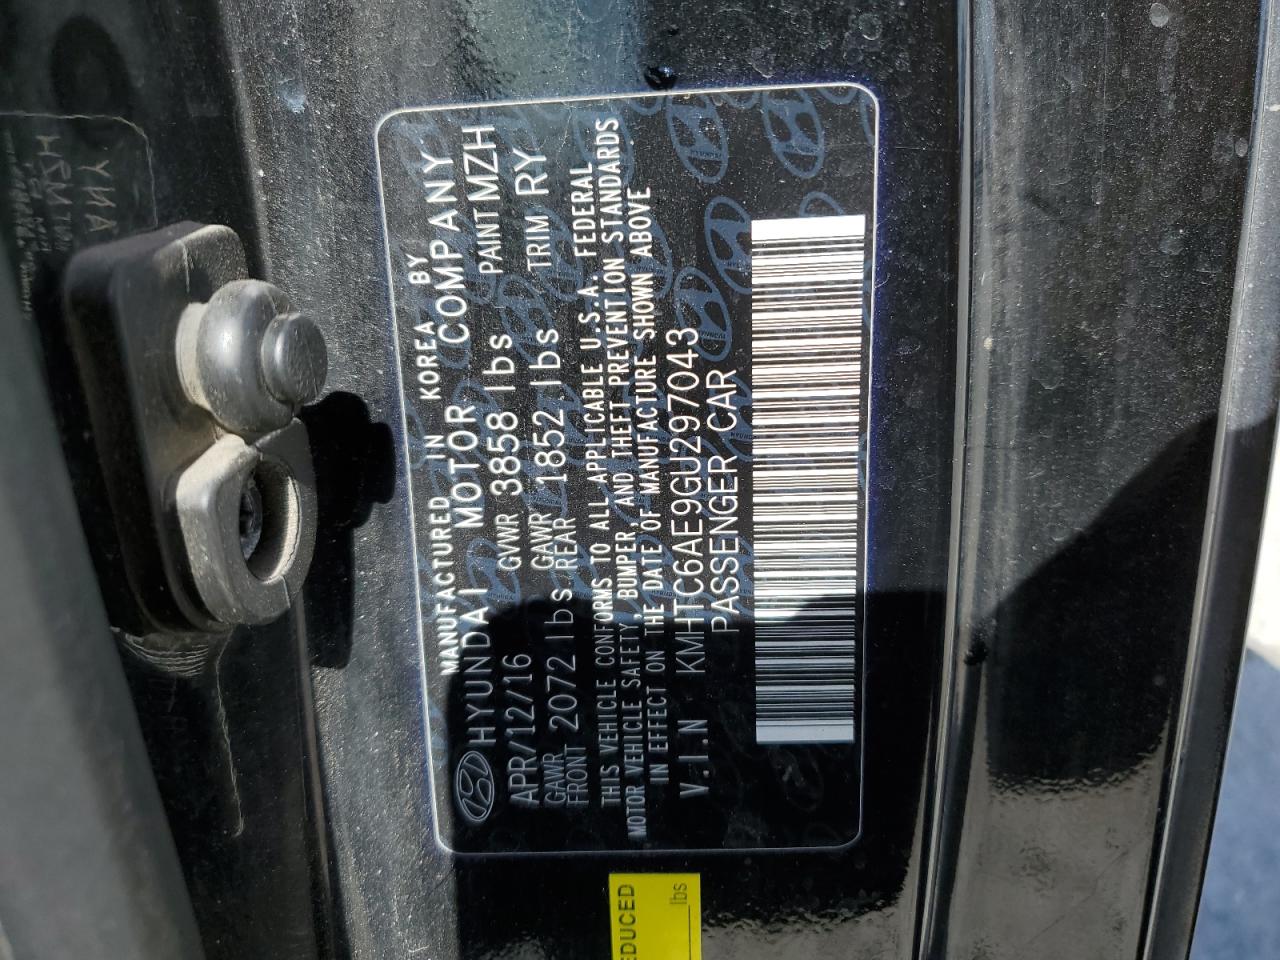 MANUFACTURED IN KOREA BY
HYUNDAI MOTOR COMPANY
APR/12/16 GVWR 3858 lbs PAINT MZH
GAWR FRONT 2072 lbs GAWR REAR 1852 lbs TRIM RY
THIS VEHICLE CONFORMS TO ALL APPLICABLE U.S.A. FEDERAL
MOTOR VEHICLE SAFETY, BUMPER, AND THEFT PREVENTION STANDARDS
IN EFFECT ON THE DATE OF MANUFACTURE SHOWN ABOVE
V.I.N KMHTC6AE9GU297043
PASSENGER CAR
EDUCED
lbs